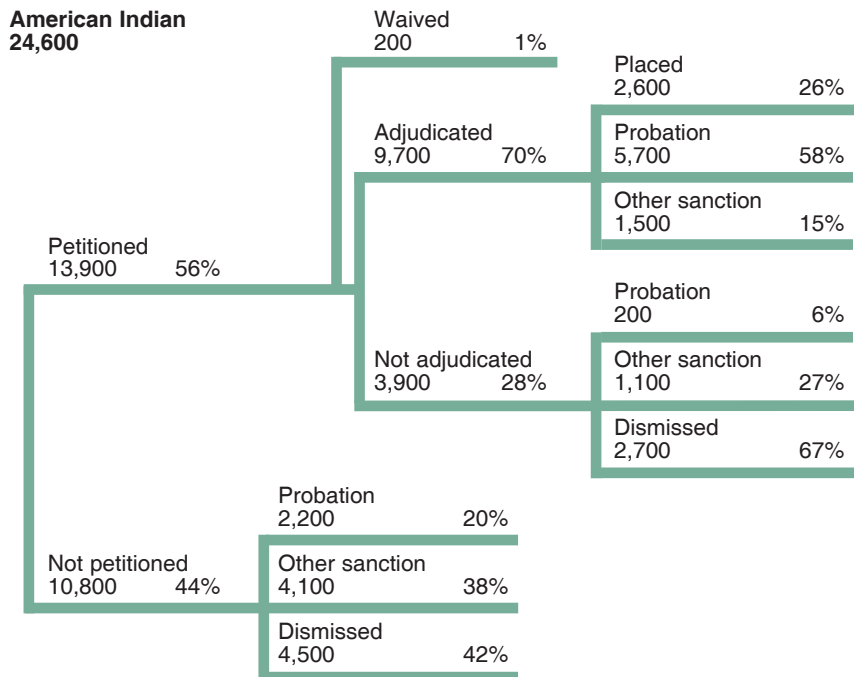 American Indian
24,600
Waived
200 1%
Placed
2,600 26%
Adjudicated
9,700 70%
Probation
5,700 58%
Other sanction
1,500 15%
Petitioned
13,900 56%
Probation
200 6%
Not adjudicated
3,900 28%
Other sanction
1,100 27%
Dismissed
2,700 67%
Probation
2,200 20%
Not petitioned
10,800 44%
Other sanction
4,100 38%
Dismissed
4,500 42%